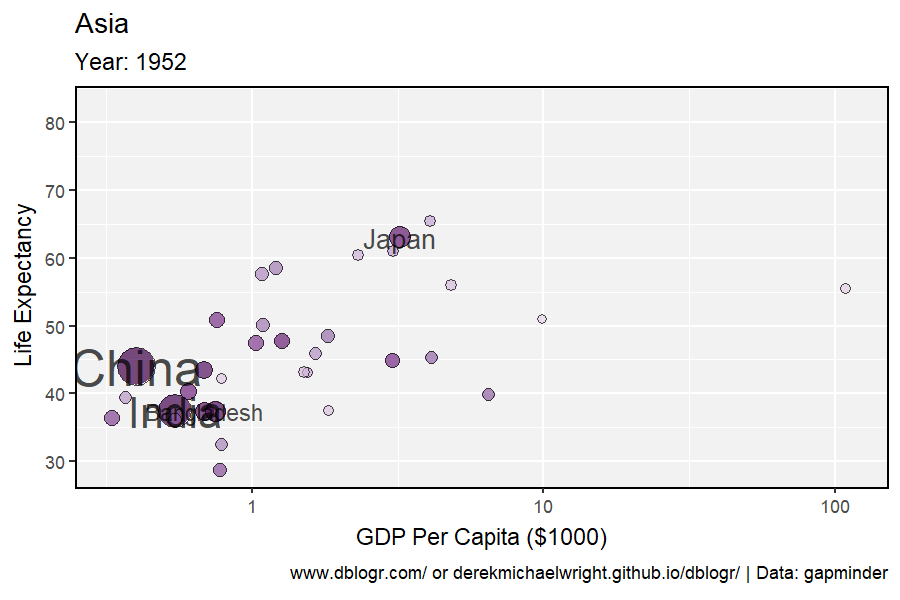 Asia
Year: 1952
80
70
60
50
40
30
Life Expectancy
Japan
China
India
Bangladesh
1
10
100
GDP Per Capita ($1000)
www.dblogr.com/ or derekmichaelwright.github.io/dblogr/ | Data: gapminder